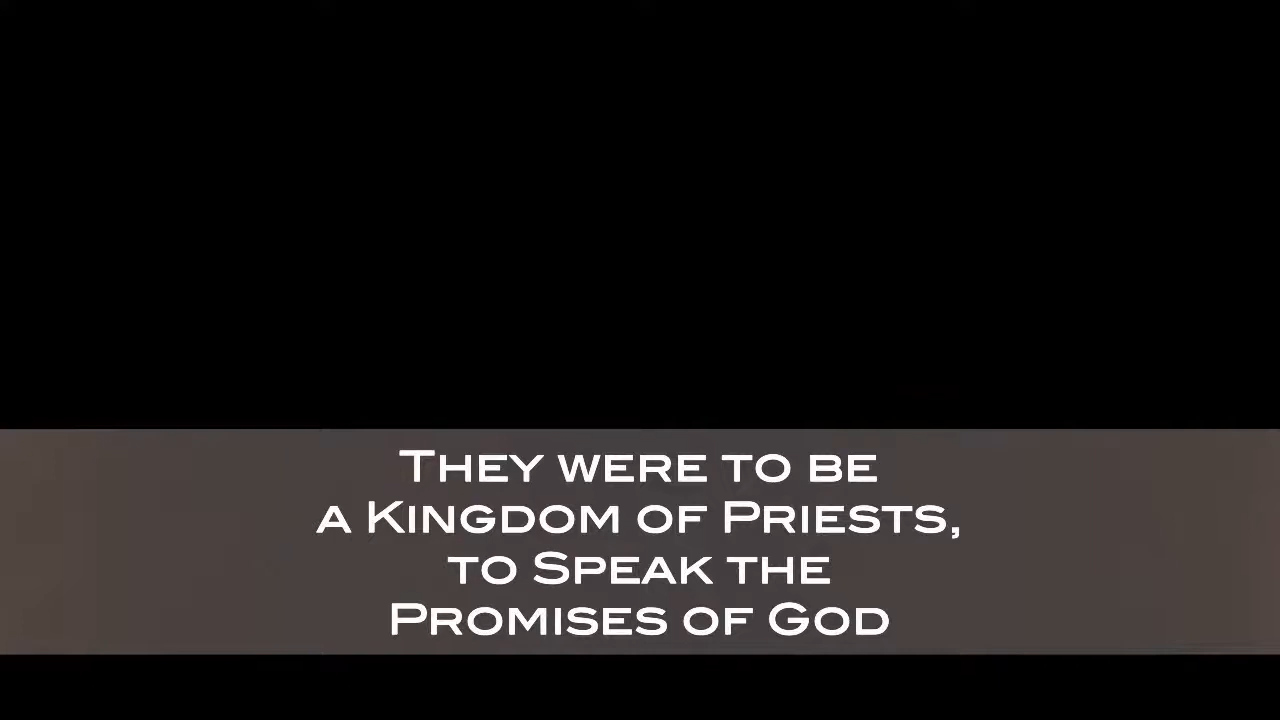 They were to be
a Kingdom of Priests,
to Speak the
Promises of God